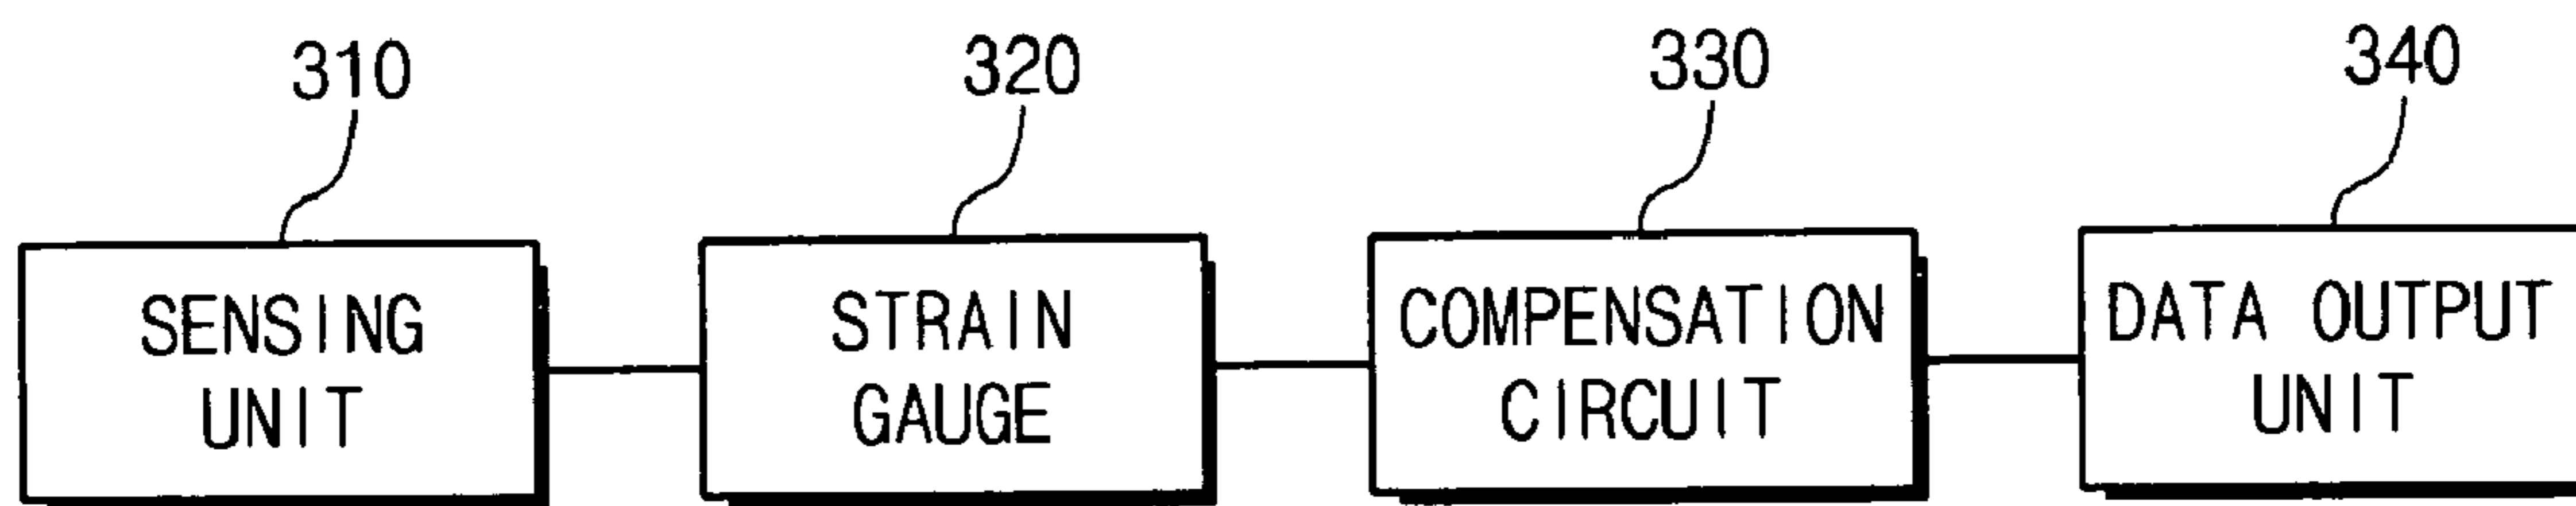 310
320
330
340
SENSING
UNIT
STRAIN
GAUGE
COMPENSATION
CIRCUIT
DATA OUTPUT
UNIT